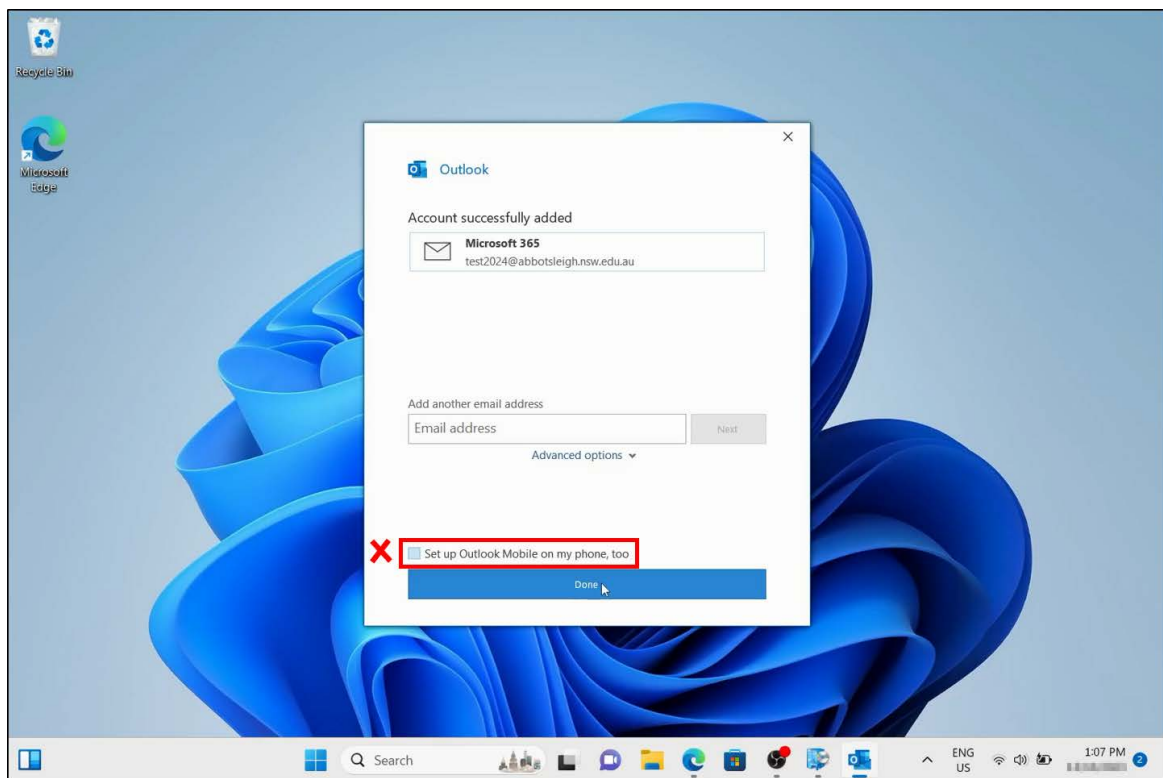 Recycle Bin
Microsoft
Edge
Outlook
Account successfully added
Microsoft 365
test2024@abbotsleigh.nsw.edu.au
Add another email address
Email address
Next
Advanced options
Set up Outlook Mobile on my phone, too
Done
Search
ENG
US
1:07 PM
2